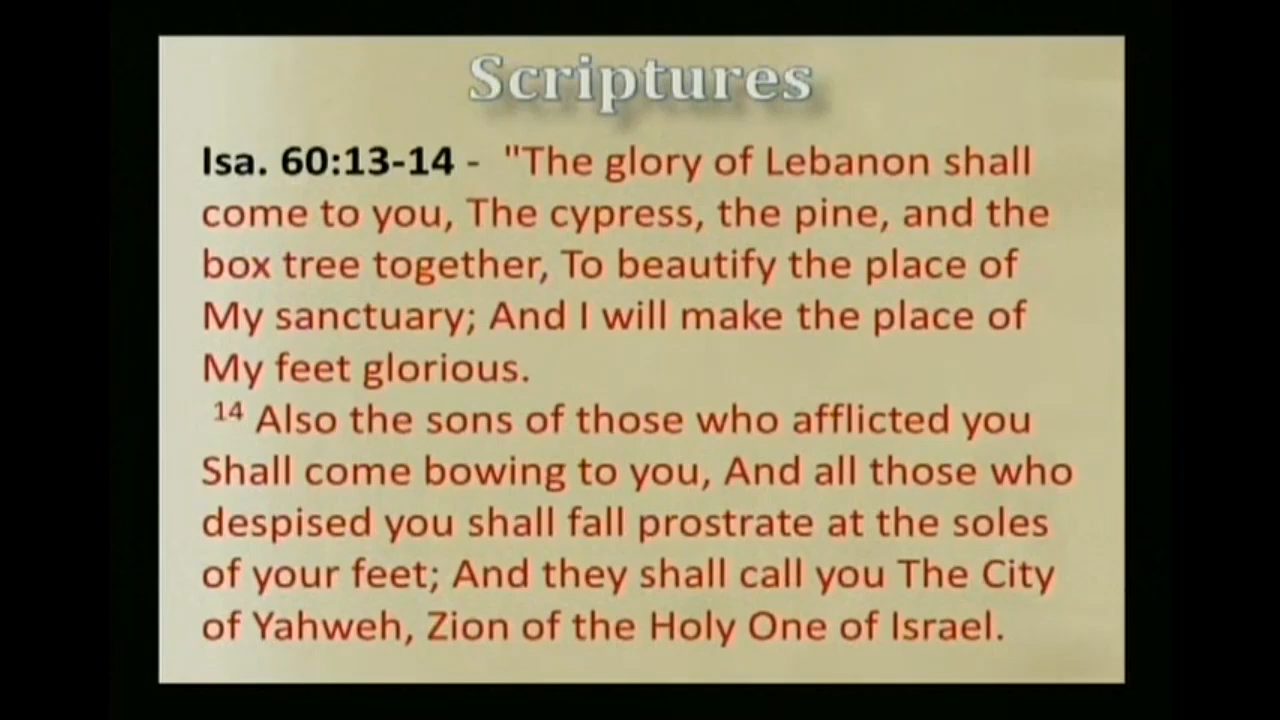 Scriptures
Isa. 60:13-14 - "The glory of Lebanon shall
come to you, The cypress, the pine, and the
box tree together, To beautify the place of
My sanctuary; And I will make the place of
My feet glorious.
14 Also the sons of those who afflicted you
Shall come bowing to you, And all those who
despised you shall fall prostrate at the soles
of your feet; And they shall call you The City
of Yahweh, Zion of the Holy One of Israel.